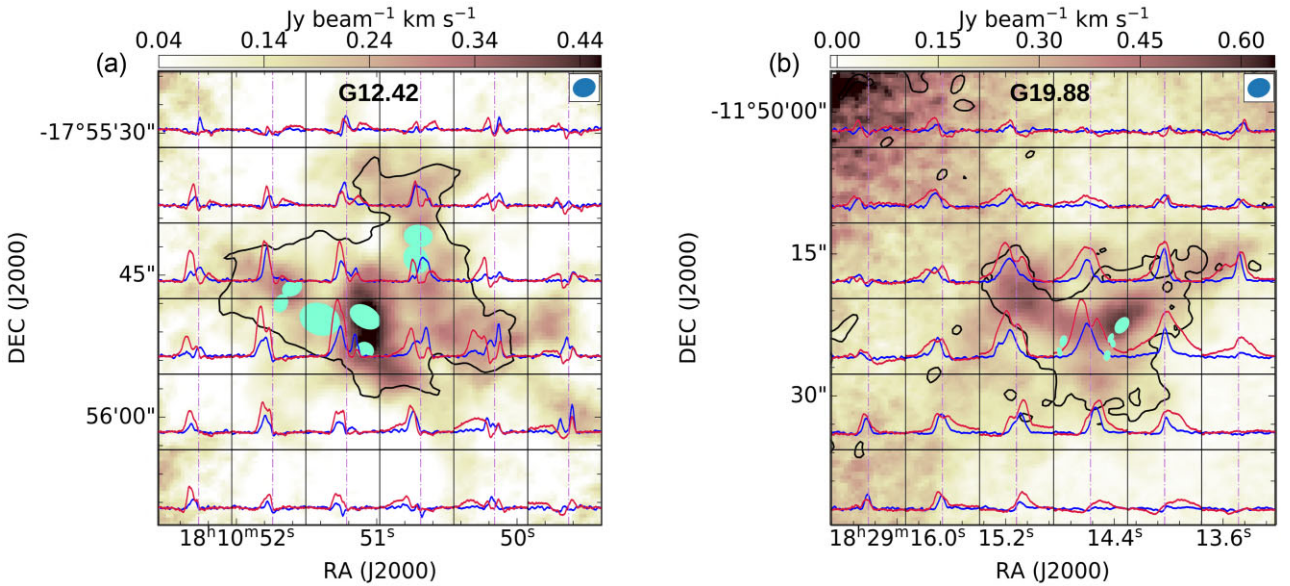 Jy beam⁻¹ km s⁻¹
0.04 0.14 0.24 0.34 0.44
(a)
G12.42
-17°55'30"
45"
56'00"
DEC (J2000)
18ʰ10ᵐ52ˢ 51ˢ 50ˢ
RA (J2000)
Jy beam⁻¹ km s⁻¹
0.00 0.15 0.30 0.45 0.60
(b)
G19.88
-11°50'00"
15"
30"
DEC (J2000)
18ʰ29ᵐ16.0ˢ 15.2ˢ 14.4ˢ 13.6ˢ
RA (J2000)